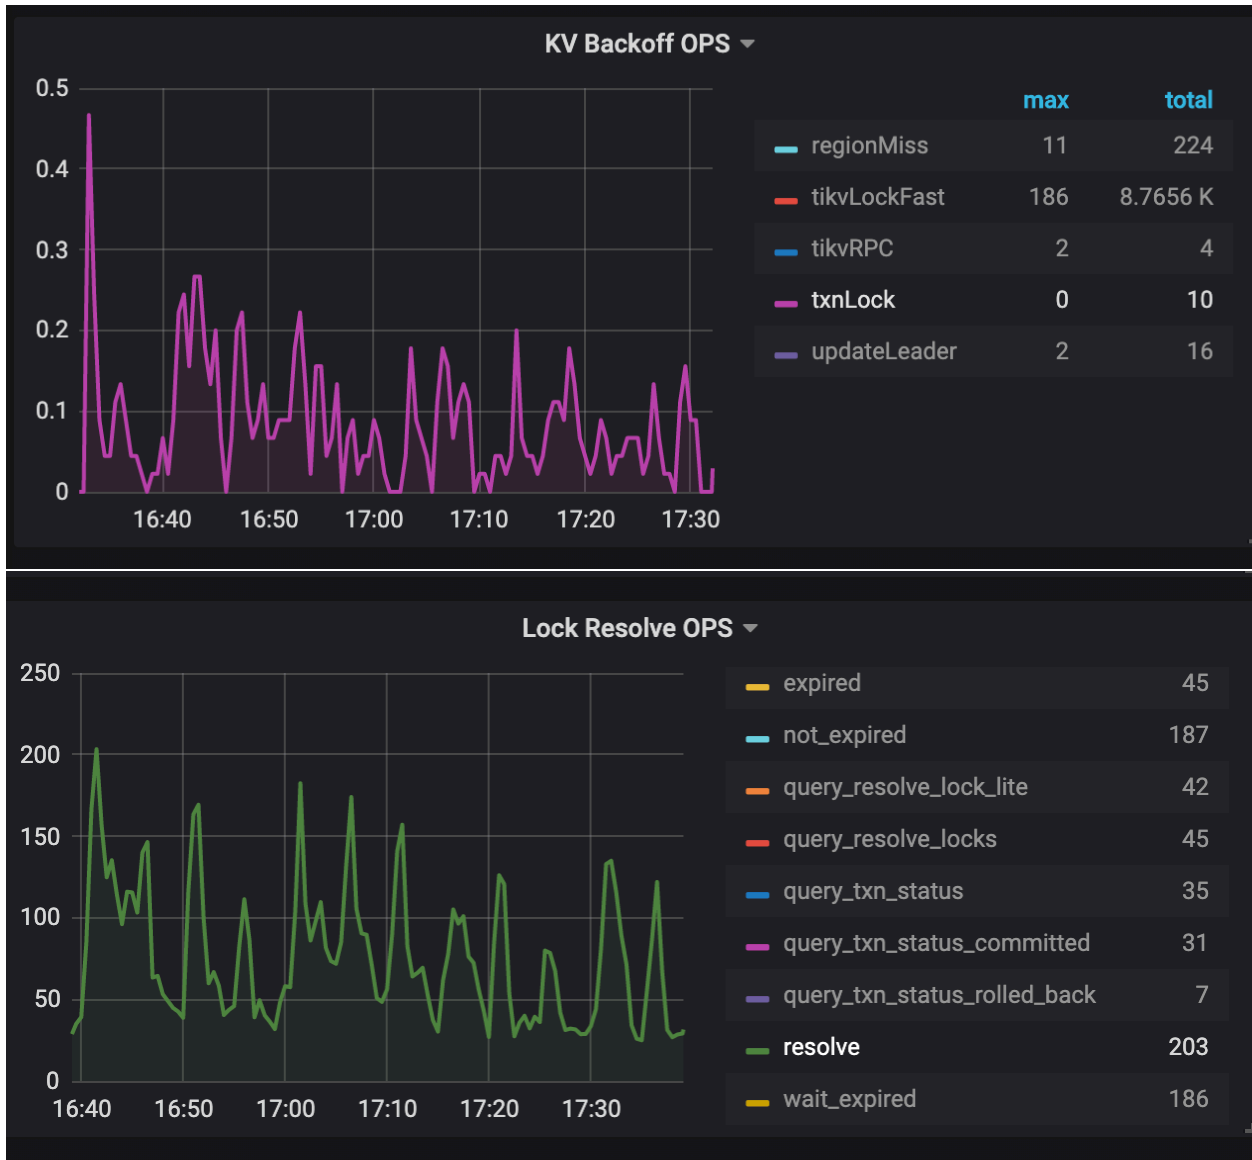 KV Backoff OPS
max total
0.5
0.4
0.3
0.2
0.1
0
16:40 16:50 17:00 17:10 17:20 17:30
regionMiss 11 224
tikvLockFast 186 8.7656 K
tikvRPC 2 4
txnLock 0 10
updateLeader 2 16
Lock Resolve OPS
250
200
150
100
50
0
16:40 16:50 17:00 17:10 17:20 17:30
expired 45
not_expired 187
query_resolve_lock_lite 42
query_resolve_locks 45
query_txn_status 35
query_txn_status_committed 31
query_txn_status_rolled_back 7
resolve 203
wait_expired 186